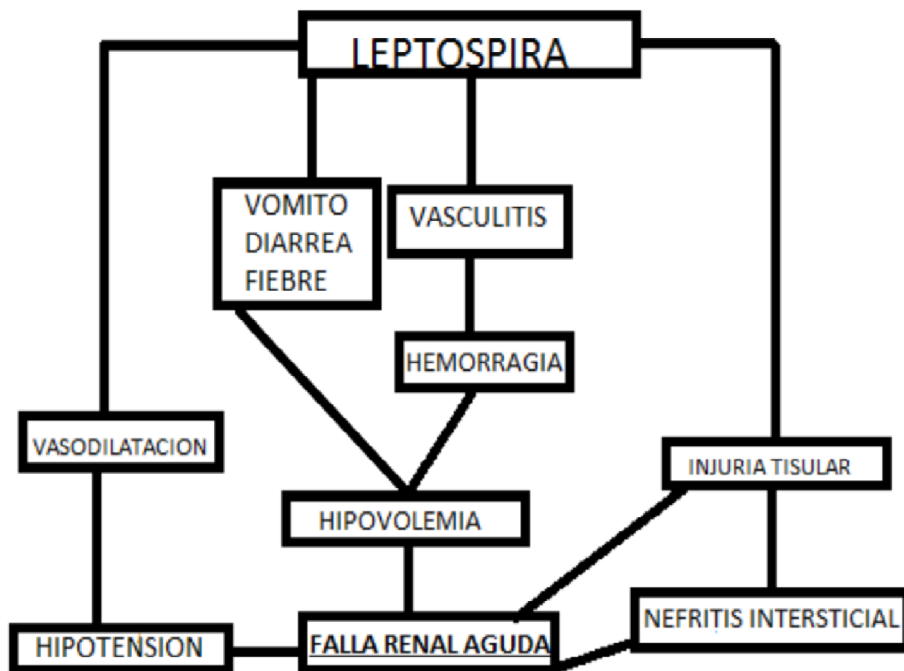 LEPTOSPIRA
VOMITO
DIARREA
FIEBRE
VASCULITIS
HEMORRAGIA
VASODILATACION
INJURIA TISULAR
HIPOVOLEMIA
NEFRITIS INTERSTICIAL
HIPOTENSION
FALLA RENAL AGUDA